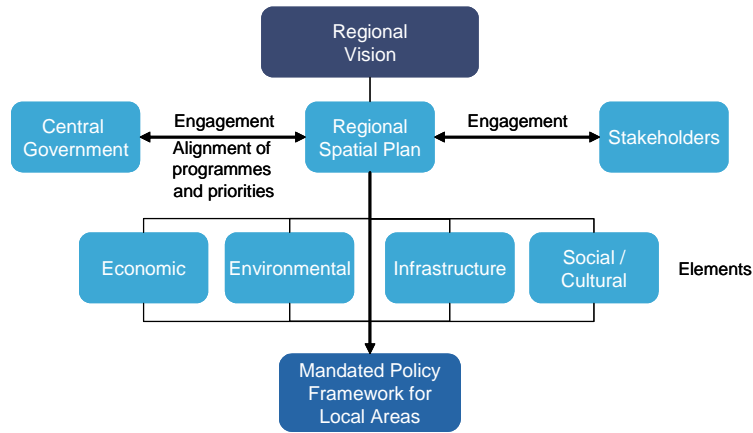 Regional
Vision
Central
Government
Engagement
Alignment of
programmes
and priorities
Regional
Spatial Plan
Engagement
Stakeholders
Economic
Environmental
Infrastructure
Social /
Cultural
Elements
Mandated Policy
Framework for
Local Areas